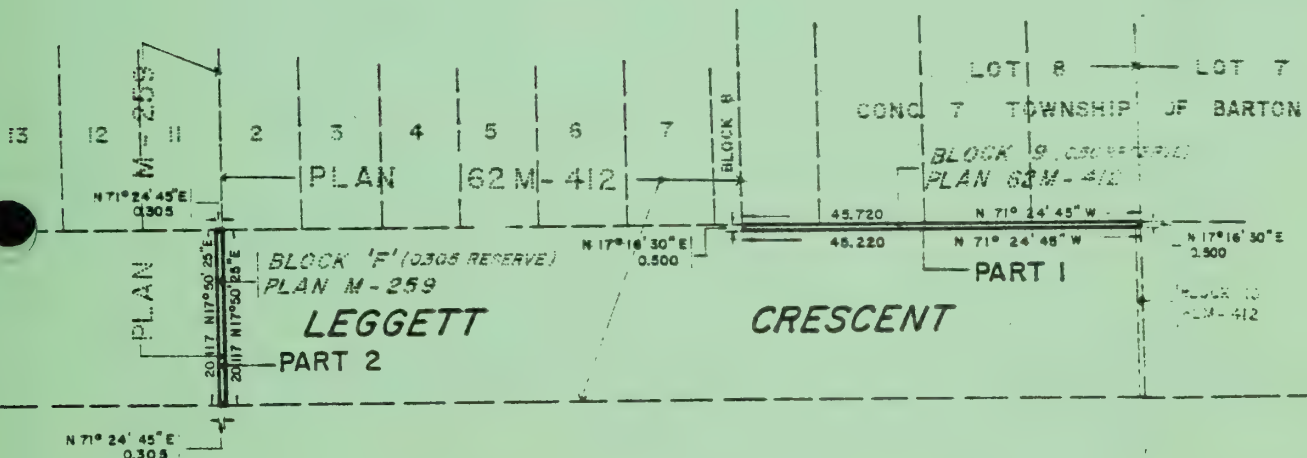 LOT 8
LOT 7
CONC 7 TOWNSHIP OF BARTON
13
12
11
2
3
4
5
6
7
BLOCK 8
M-259
PLAN 62M-412
BLOCK 9
PLAN 62M-412
N 71° 24' 45" E
0.305
45.720 N 71° 24' 45" W
45.220 N 71° 24' 45" W
N 17° 16' 30" E
0.500
N 17° 16' 30" E
0.500
PART 1
PLAN
20.117 N17°50'25"E
20.117 N17°50'25"E
BLOCK 'F' (0.305 RESERVE)
PLAN M-259
LEGGETT CRESCENT
PART 2
N 71° 24' 45" E
0.305